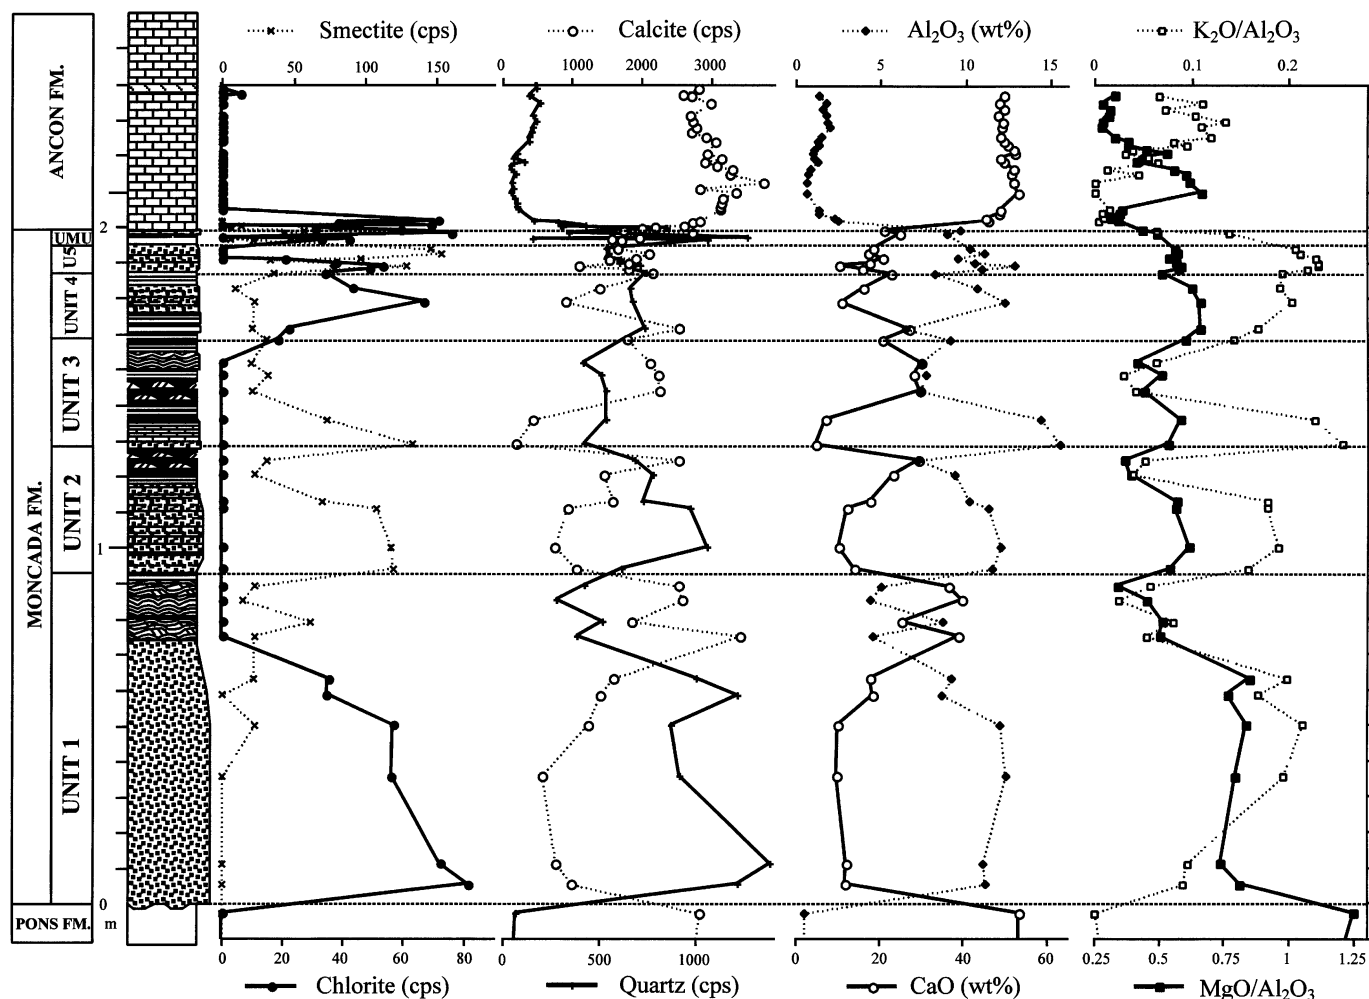 Smectite (cps) Calcite (cps) Al₂O₃ (wt%) K₂O/Al₂O₃
0 50 100 150 0 1000 2000 3000 0 5 10 15 0 0.1 0.2
ANCON FM.
2
UMU
U5
UNIT 4
UNIT 3
UNIT 2
1
MONCADA FM.
UNIT 1
0
PONS FM. m
0 20 40 60 80 0 500 1000 0 20 40 60 0.25 0.5 0.75 1 1.25
Chlorite (cps) Quartz (cps) CaO (wt%) MgO/Al₂O₃